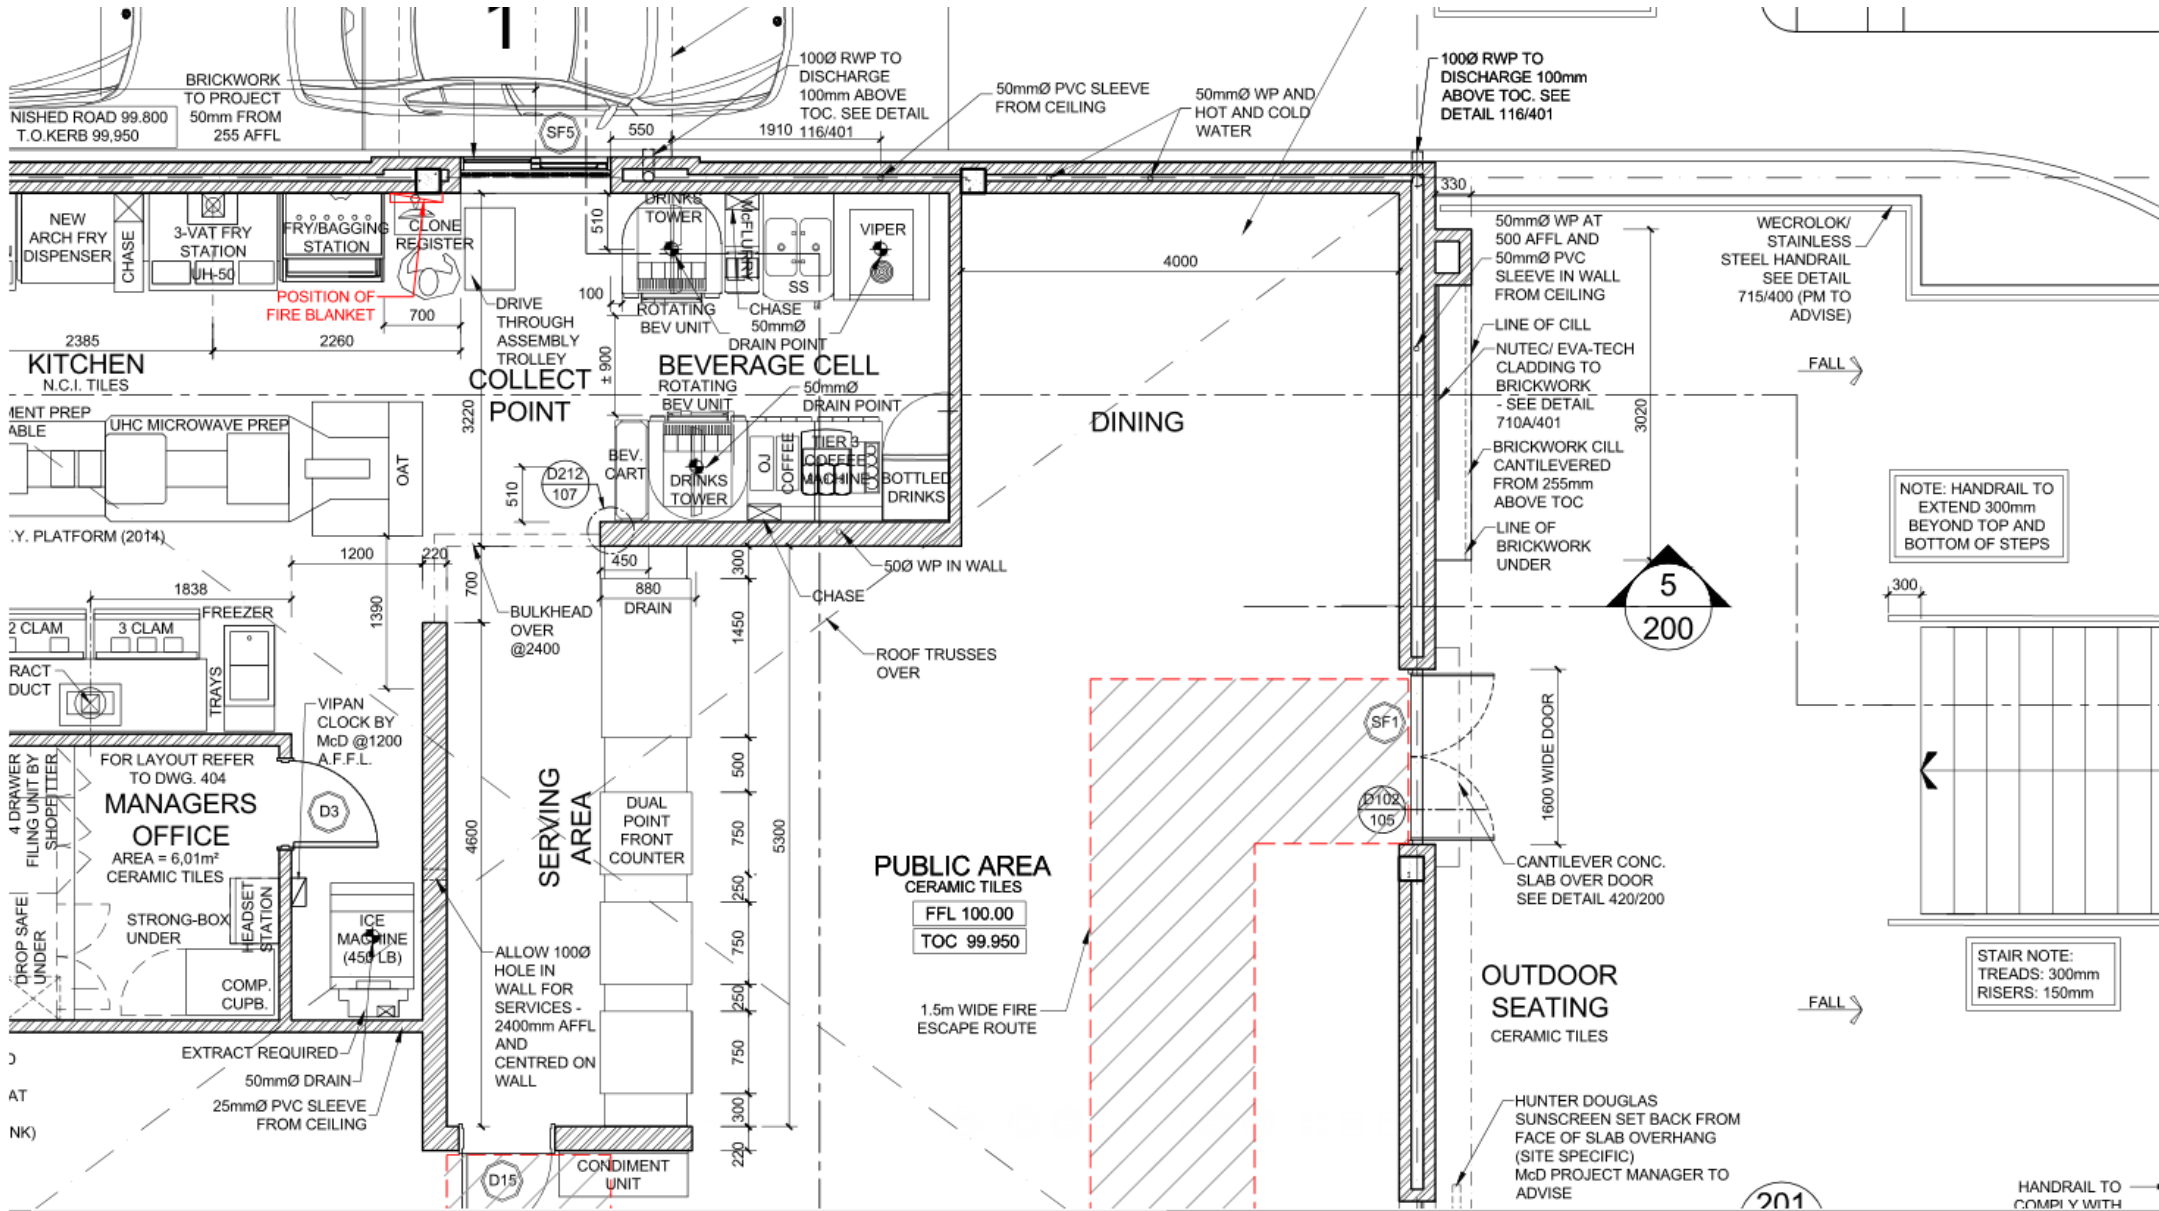 1
BRICKWORK
TO PROJECT
50mm FROM
255 AFFL
NISHED ROAD 99.800
T.O.KERB 99,950
SF5
550
1910
100Ø RWP TO
DISCHARGE
100mm ABOVE
TOC. SEE DETAIL
116/401
50mmØ PVC SLEEVE
FROM CEILING
50mmØ WP AND
HOT AND COLD
WATER
100Ø RWP TO
DISCHARGE 100mm
ABOVE TOC. SEE
DETAIL 116/401
NEW
ARCH FRY
DISPENSER
CHASE
3-VAT FRY
STATION
UH-50
FRY/BAGGING
STATION
CLONE
REGISTER
POSITION OF
FIRE BLANKET
700
2385
2260
KITCHEN
N.C.I. TILES
DRIVE
THROUGH
ASSEMBLY
TROLLEY
COLLECT
POINT
3220
510
100
± 900
DRINKS
TOWER
McFLURRY
SS
VIPER
ROTATING
BEV UNIT
CHASE
50mmØ
DRAIN POINT
BEVERAGE CELL
ROTATING
BEV UNIT
50mmØ
DRAIN POINT
BEV.
CART
DRINKS
TOWER
OJ
COFFEE
TIER 3
COFFEE
MACHINE
BOTTLED
DRINKS
D212
107
510
4000
DINING
330
50mmØ WP AT
500 AFFL AND
50mmØ PVC
SLEEVE IN WALL
FROM CEILING
LINE OF CILL
NUTEC/ EVA-TECH
CLADDING TO
BRICKWORK
- SEE DETAIL
710A/401
BRICKWORK CILL
CANTILEVERED
FROM 255mm
ABOVE TOC
LINE OF
BRICKWORK
UNDER
3020
WECROLOK/
STAINLESS
STEEL HANDRAIL
SEE DETAIL
715/400 (PM TO
ADVISE)
FALL
NOTE: HANDRAIL TO
EXTEND 300mm
BEYOND TOP AND
BOTTOM OF STEPS
300
5
200
MENT PREP
ABLE
UHC MICROWAVE PREP
OAT
.Y. PLATFORM (2014)
1200
220
1838
1390
700
FREEZER
2 CLAM
3 CLAM
RACT
DUCT
TRAYS
BULKHEAD
OVER
@2400
450
880
DRAIN
300
1450
50Ø WP IN WALL
CHASE
ROOF TRUSSES
OVER
VIPAN
CLOCK BY
McD @1200
A.F.F.L.
4 DRAWER
FILING UNIT BY
SHOPFITTER
FOR LAYOUT REFER
TO DWG. 404
MANAGERS
OFFICE
AREA = 6,01m²
CERAMIC TILES
D3
DROP SAFE
UNDER
STRONG-BOX
UNDER
HEADSET
STATION
COMP.
CUPB.
ICE
MACHINE
(450 LB)
EXTRACT REQUIRED
50mmØ DRAIN
25mmØ PVC SLEEVE
FROM CEILING
AT
NK)
4600
SERVING
AREA
ALLOW 100Ø
HOLE IN
WALL FOR
SERVICES -
2400mm AFFL
AND
CENTRED ON
WALL
DUAL
POINT
FRONT
COUNTER
500
750
250
750
250
750
300
220
5300
D15
CONDIMENT
UNIT
PUBLIC AREA
CERAMIC TILES
FFL 100.00
TOC 99.950
1.5m WIDE FIRE
ESCAPE ROUTE
SF1
D102
105
1600 WIDE DOOR
CANTILEVER CONC.
SLAB OVER DOOR
SEE DETAIL 420/200
OUTDOOR
SEATING
CERAMIC TILES
FALL
STAIR NOTE:
TREADS: 300mm
RISERS: 150mm
HUNTER DOUGLAS
SUNSCREEN SET BACK FROM
FACE OF SLAB OVERHANG
(SITE SPECIFIC)
McD PROJECT MANAGER TO
ADVISE
201
HANDRAIL TO
COMPLY WITH